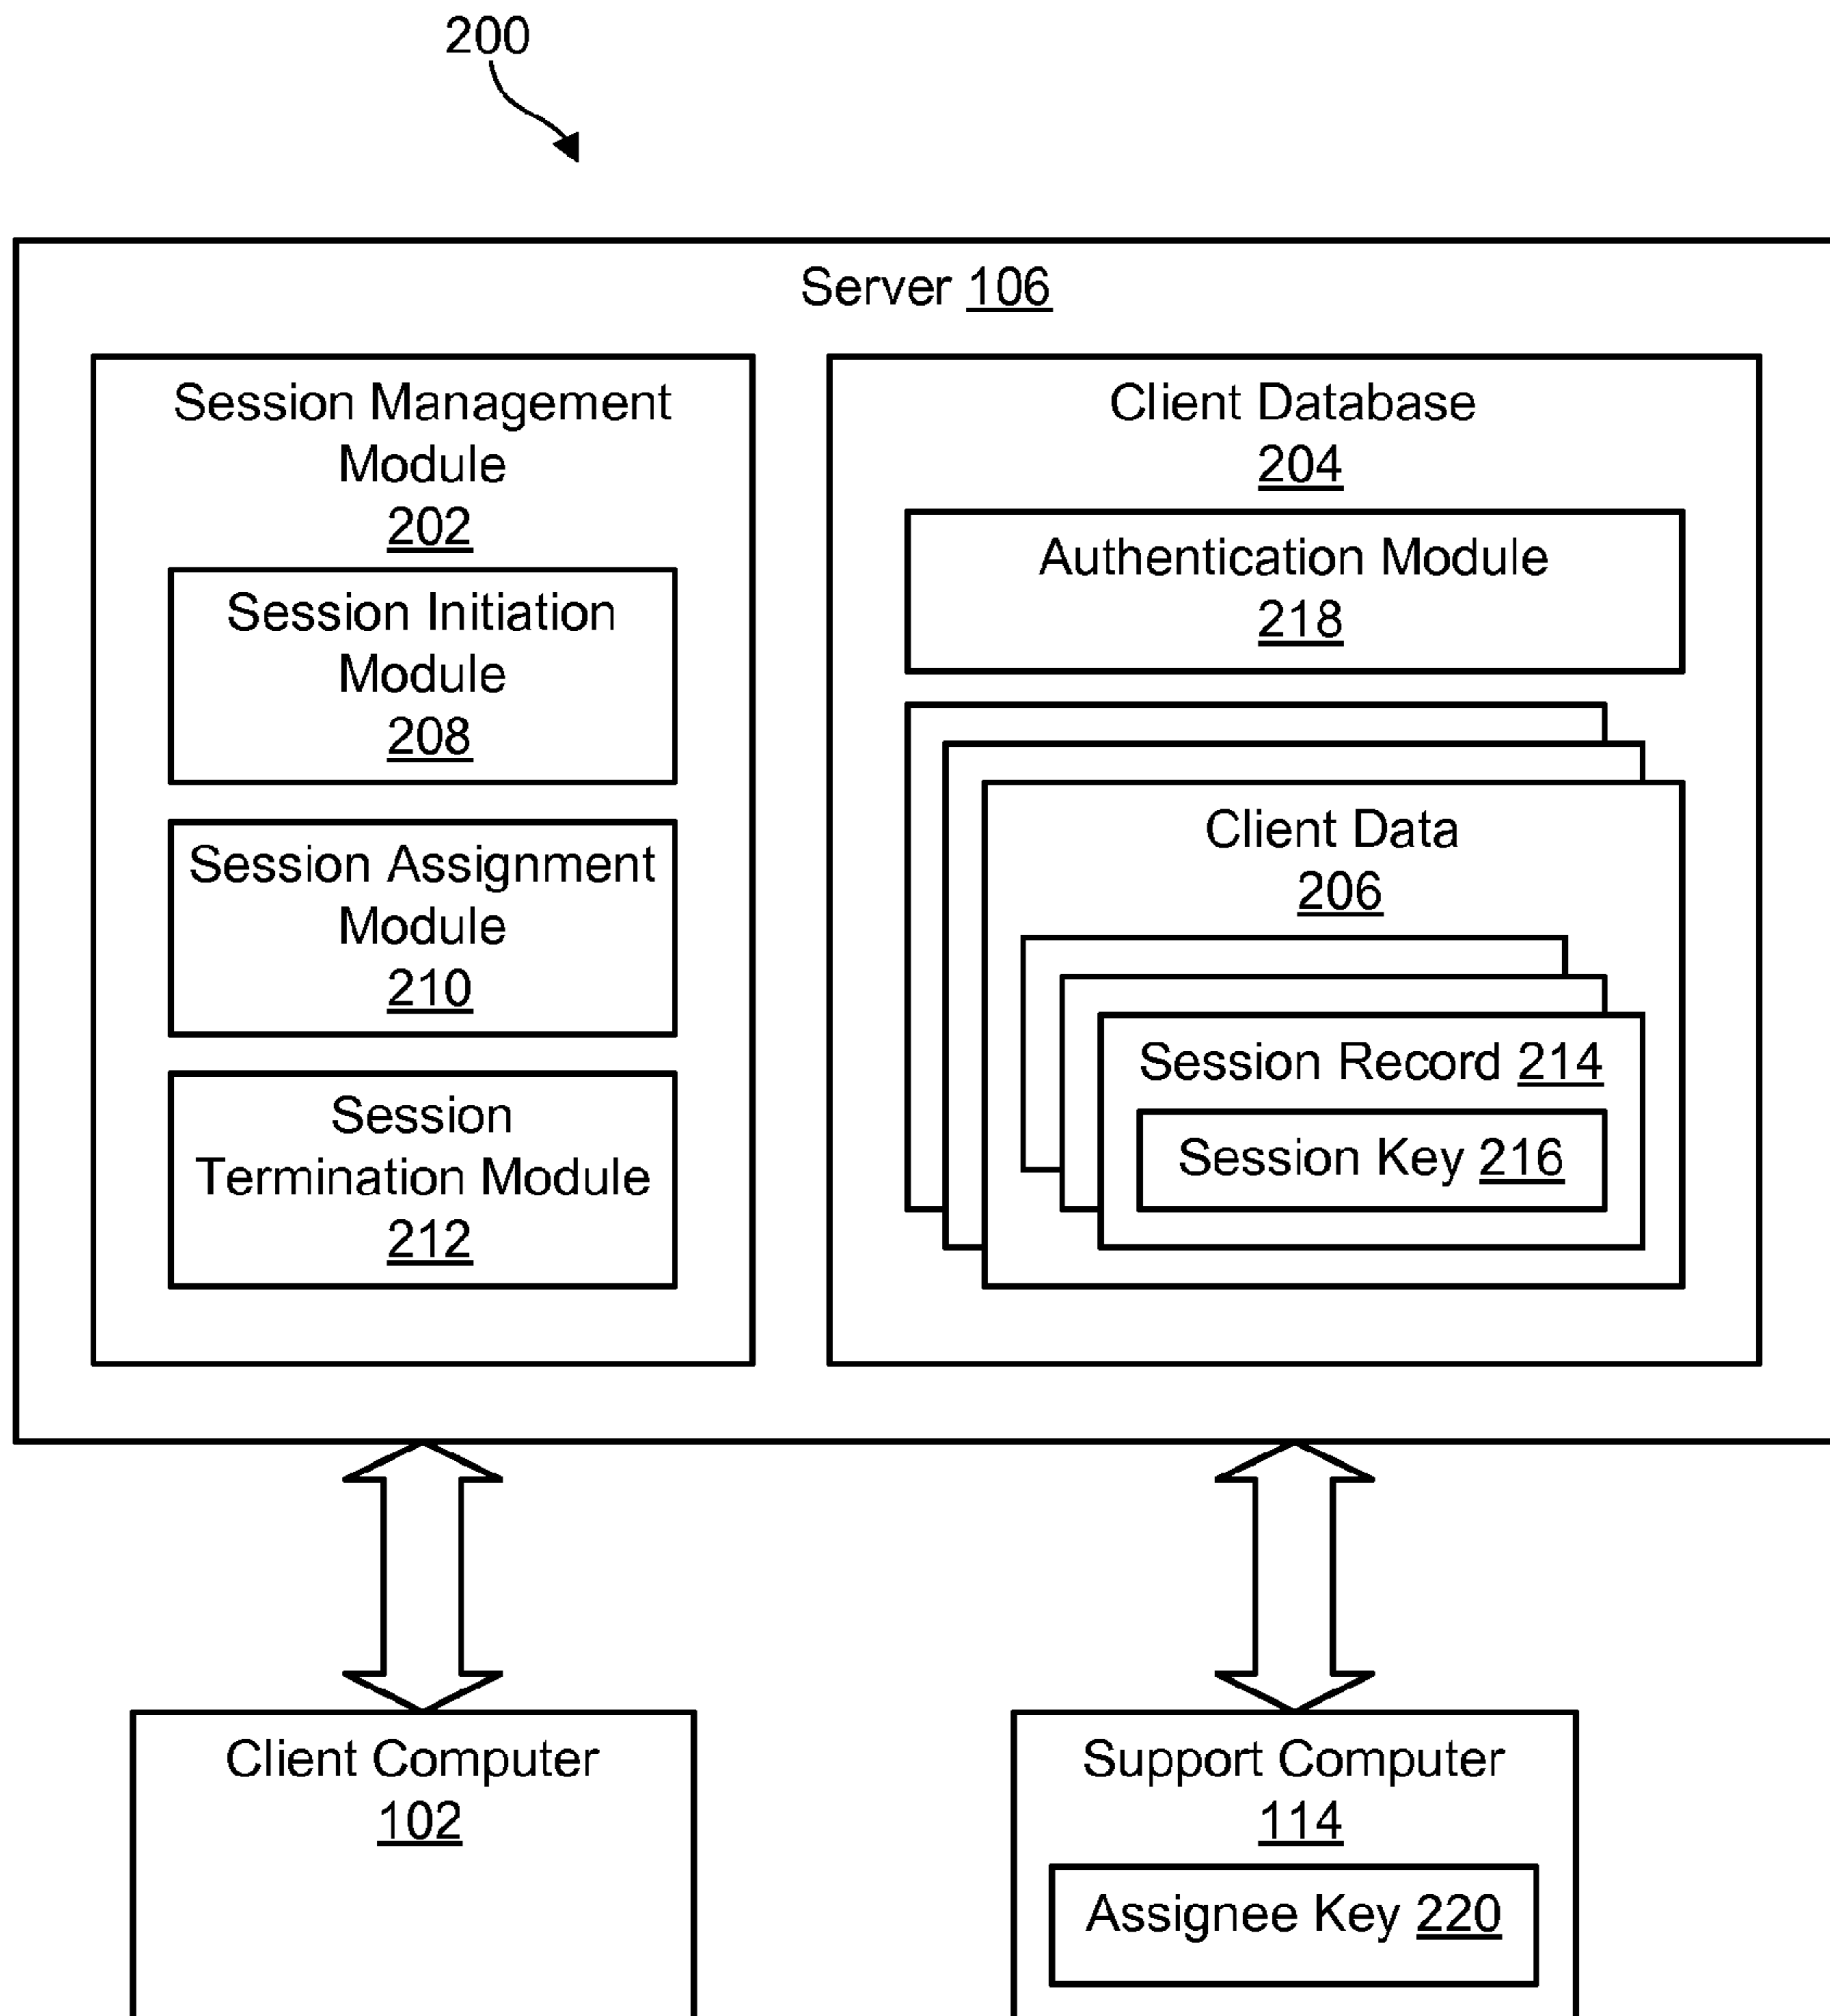 200
Server 106
Session Management
Module
202
Session Initiation
Module
208
Session Assignment
Module
210
Session
Termination Module
212
Client Database
204
Authentication Module
218
Client Data
206
Session Record 214
Session Key 216
Client Computer
102
Support Computer
114
Assignee Key 220